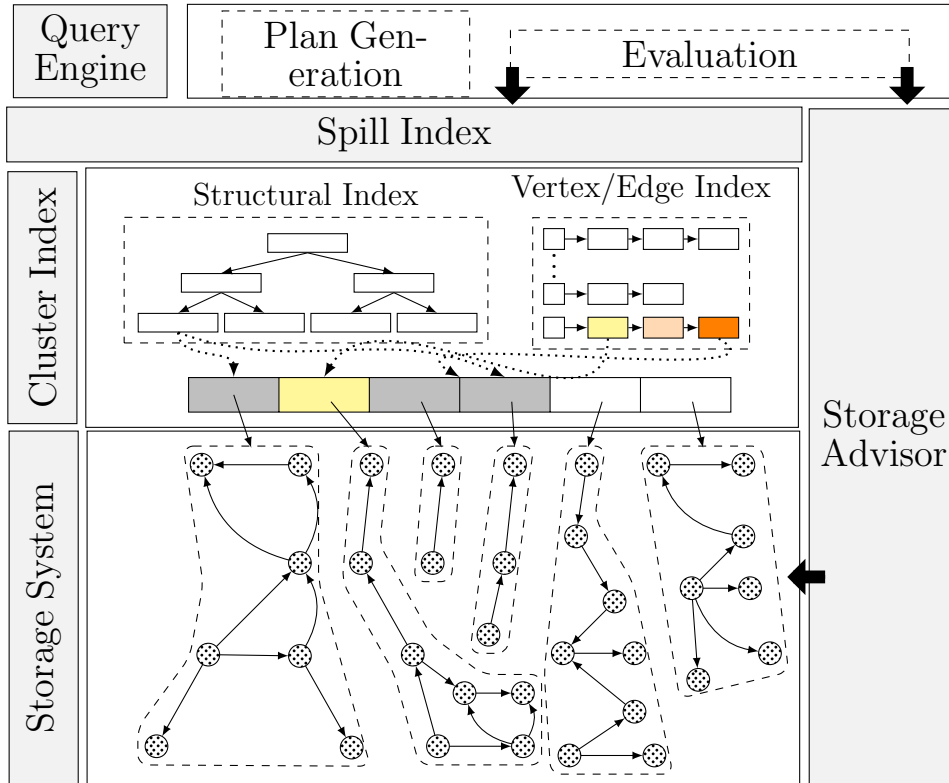 Query
Engine
Plan Gen-
eration
Evaluation
Spill Index
Cluster Index
Structural Index
Vertex/Edge Index
Storage
Advisor
Storage System